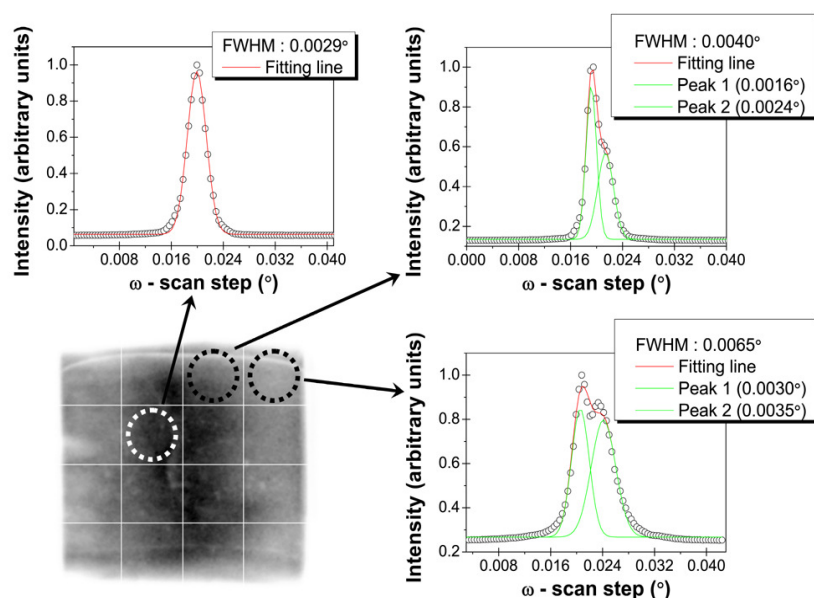 FWHM : 0.0029°
Fitting line
Intensity (arbitrary units)
1.0
0.8
0.6
0.4
0.2
0.0
0.008 0.016 0.024 0.032 0.040
ω - scan step (°)
FWHM : 0.0040°
Fitting line
Peak 1 (0.0016°)
Peak 2 (0.0024°)
Intensity (arbitrary units)
1.0
0.8
0.6
0.4
0.2
0.000 0.008 0.016 0.024 0.032 0.040
ω - scan step (°)
FWHM : 0.0065°
Fitting line
Peak 1 (0.0030°)
Peak 2 (0.0035°)
Intensity (arbitrary units)
1.0
0.8
0.6
0.4
0.2
0.008 0.016 0.024 0.032 0.040
ω - scan step (°)